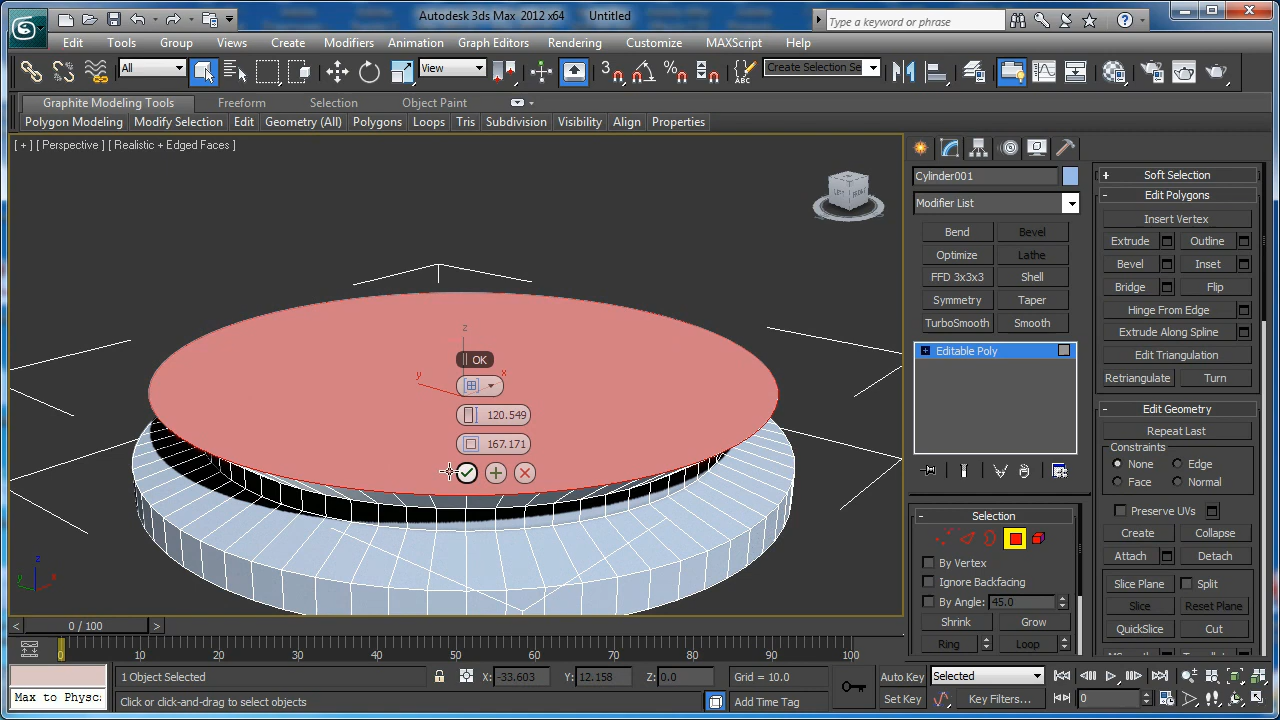 Autodesk 3ds Max 2012 x64 Untitled
Type a keyword or phrase
Edit Tools Group Views Create Modifiers Animation Graph Editors Rendering Customize MAXScript Help
All View Create Selection Se
Graphite Modeling Tools Freeform Selection Object Paint
Polygon Modeling Modify Selection Edit Geometry (All) Polygons Loops Tris Subdivision Visibility Align Properties
[ + ] [ Perspective ] [ Realistic + Edged Faces ]
z
OK
y x
120.549
167.171
z
y x
Cylinder001
Modifier List
Bend Bevel
Optimize Lathe
FFD 3x3x3 Shell
Symmetry Taper
TurboSmooth Smooth
+ Editable Poly
- Selection
By Vertex
Ignore Backfacing
By Angle: 45.0
Shrink Grow
Ring Loop
+ Soft Selection
- Edit Polygons
Insert Vertex
Extrude Outline
Bevel Inset
Bridge Flip
Hinge From Edge
Extrude Along Spline
Edit Triangulation
Retriangulate Turn
- Edit Geometry
Repeat Last
Constraints
None Edge
Face Normal
Preserve UVs
Create Collapse
Attach Detach
Slice Plane Split
Slice Reset Plane
QuickSlice Cut
< 0 / 100 >
0 10 20 30 40 50 60 70 80 90 100
1 Object Selected X: -33.603 Y: 12.158 Z: 0.0 Grid = 10.0 Auto Key Selected
Max to Physc Click or click-and-drag to select objects Add Time Tag Set Key Key Filters... 0